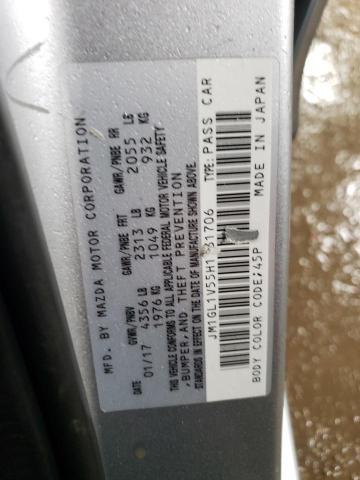 MFD. BY MAZDA MOTOR CORPORATION
DATE GVWR/PNBV GAWR/PNBE FRT GAWR/PNBE RR
01/17 4356 LB 2313 LB 2055 LB
1976 KG 1049 KG 932 KG
THIS VEHICLE CONFORMS TO ALL APPLICABLE FEDERAL MOTOR VEHICLE SAFETY
,BUMPER,AND THEFT PREVENTION
STANDARDS IN EFFECT ON THE DATE OF MANUFACTURE SHOWN ABOVE.
JM1GL1V55H1 31706 TYPE:PASS CAR
BODY COLOR CODE:45P MADE IN JAPAN